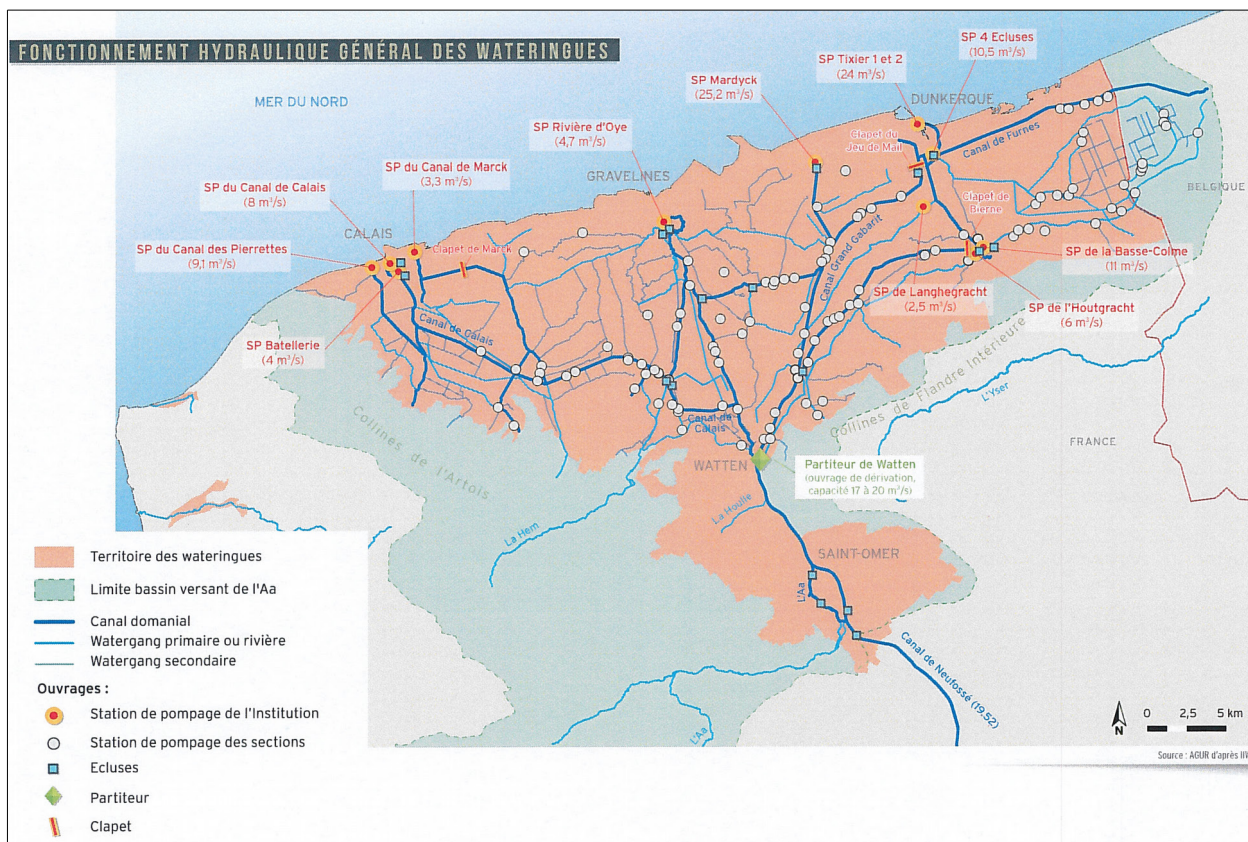 FONCTIONNEMENT HYDRAULIQUE GÉNÉRAL DES WATERINGUES
MER DU NORD
SP 4 Ecluses
(10,5 m³/s)
SP Tixier 1 et 2
(24 m³/s)
SP Mardyck
(25,2 m³/s)
DUNKERQUE
SP Rivière d'Oye
(4,7 m³/s)
Clapet du
Jeu de Mail
Canal de Furnes
SP du Canal de Marck
(3,3 m³/s)
GRAVELINES
SP du Canal de Calais
(8 m³/s)
BELGIQUE
Clapet de
Bierne
CALAIS
SP du Canal des Pierrettes
(9,1 m³/s)
Clapet de Marck
Canal Grand Gabarit
SP de la Basse-Colme
(11 m³/s)
SP de Langhegracht
(2,5 m³/s)
SP de l'Houtgracht
(6 m³/s)
Canal de Calais
SP Batellerie
(4 m³/s)
Collines de Flandre Intérieure
L'Yser
Canal de
Calais
FRANCE
Collines de l'Artois
WATTEN
Partiteur de Watten
(ouvrage de dérivation,
capacité 17 à 20 m³/s)
La Houlle
La Hem
SAINT-OMER
L'Aa
Canal de Neufossé (19,52)
L'Aa
Territoire des wateringues
Limite bassin versant de l'Aa
Canal domanial
Watergang primaire ou rivière
Watergang secondaire
Ouvrages :
Station de pompage de l'Institution
Station de pompage des sections
Ecluses
Partiteur
Clapet
N
0 2,5 5 km
Source : AGUR d'après